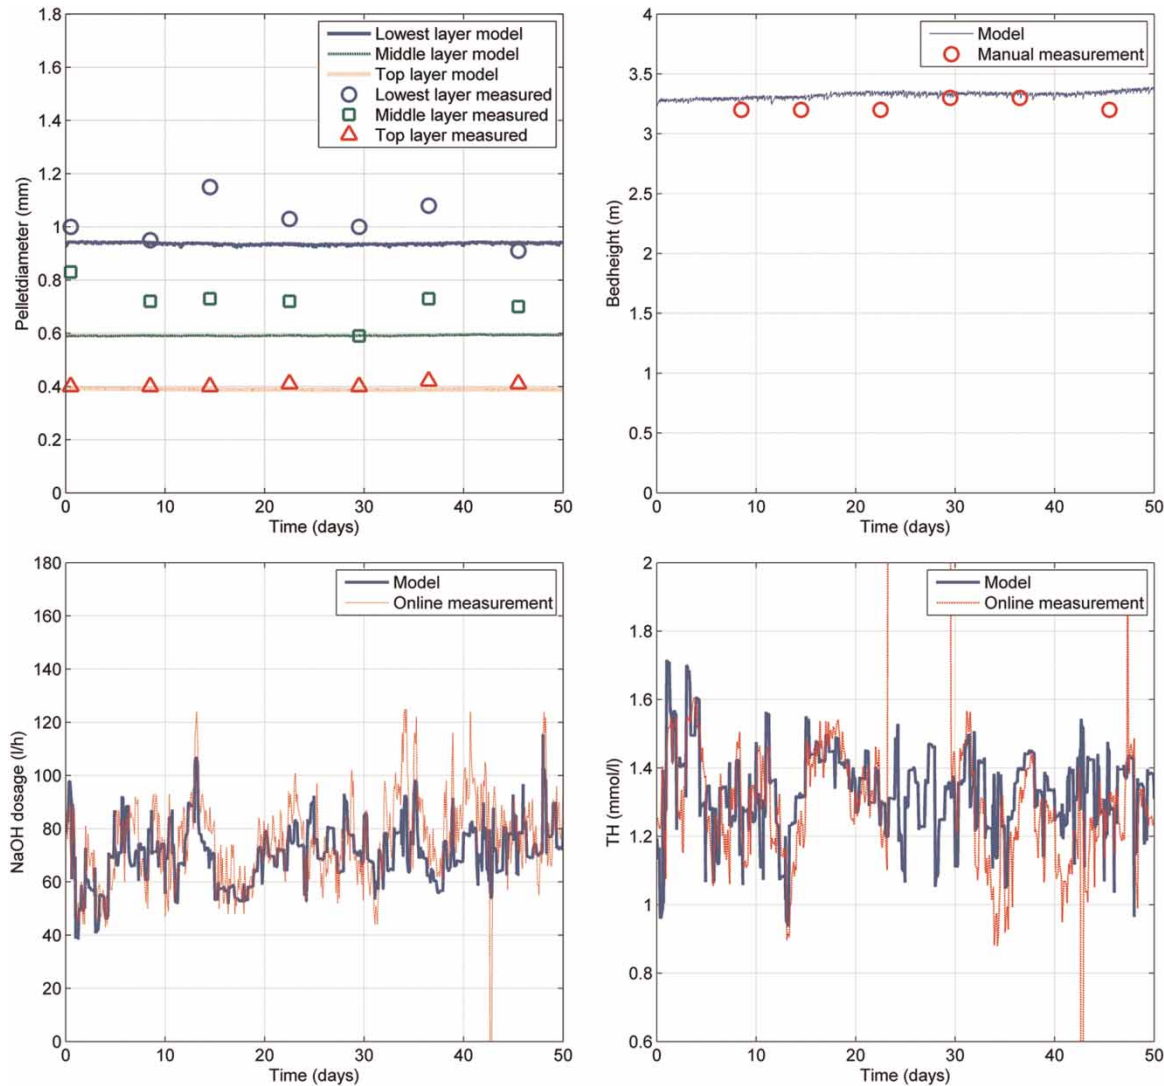 1.8
1.6
1.4
1.2
1
0.8
0.6
0.4
0.2
0
Pelletdiameter (mm)
Lowest layer model
Middle layer model
Top layer model
Lowest layer measured
Middle layer measured
Top layer measured
0 10 20 30 40 50
Time (days)
4
3.5
3
2.5
2
1.5
1
0.5
0
Bedheight (m)
Model
Manual measurement
0 10 20 30 40 50
Time (days)
180
160
140
120
100
80
60
40
20
0
NaOH dosage (l/h)
Model
Online measurement
0 10 20 30 40 50
Time (days)
2
1.8
1.6
1.4
1.2
1
0.8
0.6
TH (mmol/l)
Model
Online measurement
0 10 20 30 40 50
Time (days)